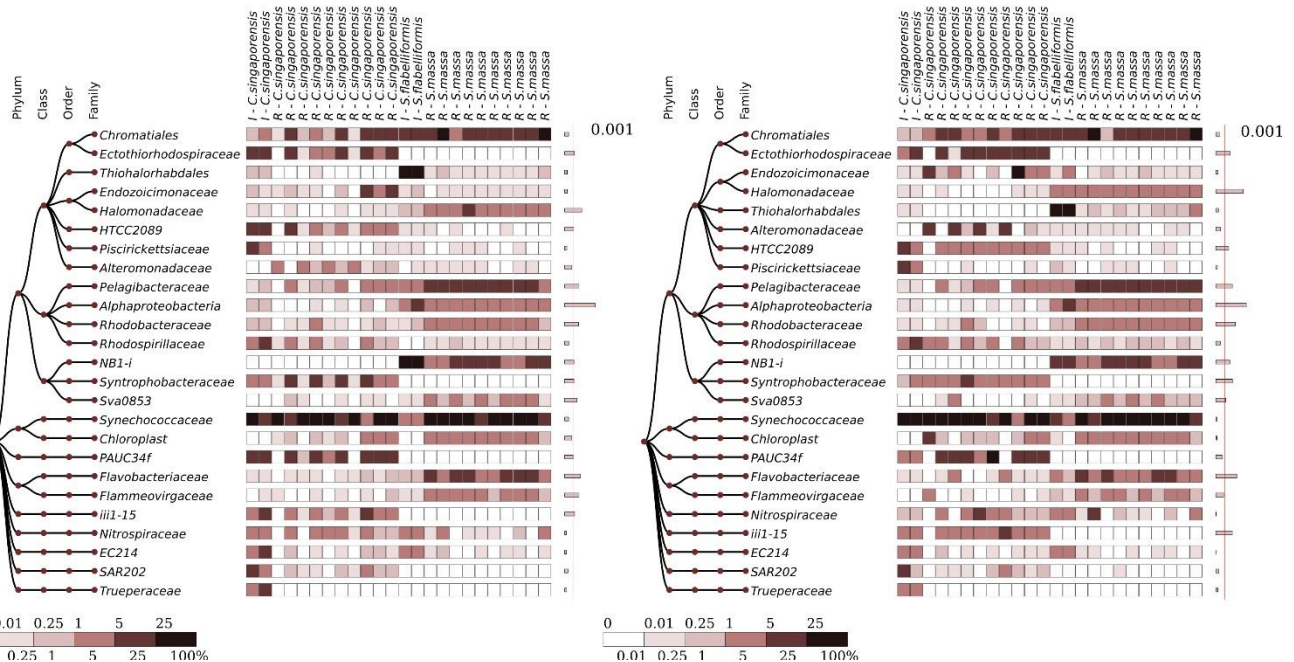 Phylum
Class
Order
Family
I - C.singaporensis
I - C.singaporensis
R - C.singaporensis
R - C.singaporensis
R - C.singaporensis
R - C.singaporensis
R - C.singaporensis
R - C.singaporensis
R - C.singaporensis
R - C.singaporensis
R - C.singaporensis
R - C.singaporensis
I - S.flabelliformis
I - S.flabelliformis
R - S.massa
R - S.massa
R - S.massa
R - S.massa
R - S.massa
R - S.massa
R - S.massa
R - S.massa
R - S.massa
R - S.massa
0.001
Chromatiales
Ectothiorhodospiraceae
Thiohalorhabdales
Endozoicimonaceae
Halomonadaceae
HTCC2089
Piscirickettsiaceae
Alteromonadaceae
Pelagibacteraceae
Alphaproteobacteria
Rhodobacteraceae
Rhodospirillaceae
NB1-i
Syntrophobacteraceae
Sva0853
Synechococcaceae
Chloroplast
PAUC34f
Flavobacteriaceae
Flammeovirgaceae
iii1-15
Nitrospiraceae
EC214
SAR202
Trueperaceae
0.01 0.25 1 5 25
0.25 1 5 25 100%
Phylum
Class
Order
Family
I - C.singaporensis
I - C.singaporensis
R - C.singaporensis
R - C.singaporensis
R - C.singaporensis
R - C.singaporensis
R - C.singaporensis
R - C.singaporensis
R - C.singaporensis
R - C.singaporensis
R - C.singaporensis
R - C.singaporensis
I - S.flabelliformis
I - S.flabelliformis
R - S.massa
R - S.massa
R - S.massa
R - S.massa
R - S.massa
R - S.massa
R - S.massa
R - S.massa
R - S.massa
R - S.massa
0.001
Chromatiales
Ectothiorhodospiraceae
Endozoicimonaceae
Halomonadaceae
Thiohalorhabdales
Alteromonadaceae
HTCC2089
Piscirickettsiaceae
Pelagibacteraceae
Alphaproteobacteria
Rhodobacteraceae
Rhodospirillaceae
NB1-i
Syntrophobacteraceae
Sva0853
Synechococcaceae
Chloroplast
PAUC34f
Flavobacteriaceae
Flammeovirgaceae
Nitrospiraceae
iii1-15
EC214
SAR202
Trueperaceae
0 0.01 0.25 1 5 25
0.01 0.25 1 5 25 100%